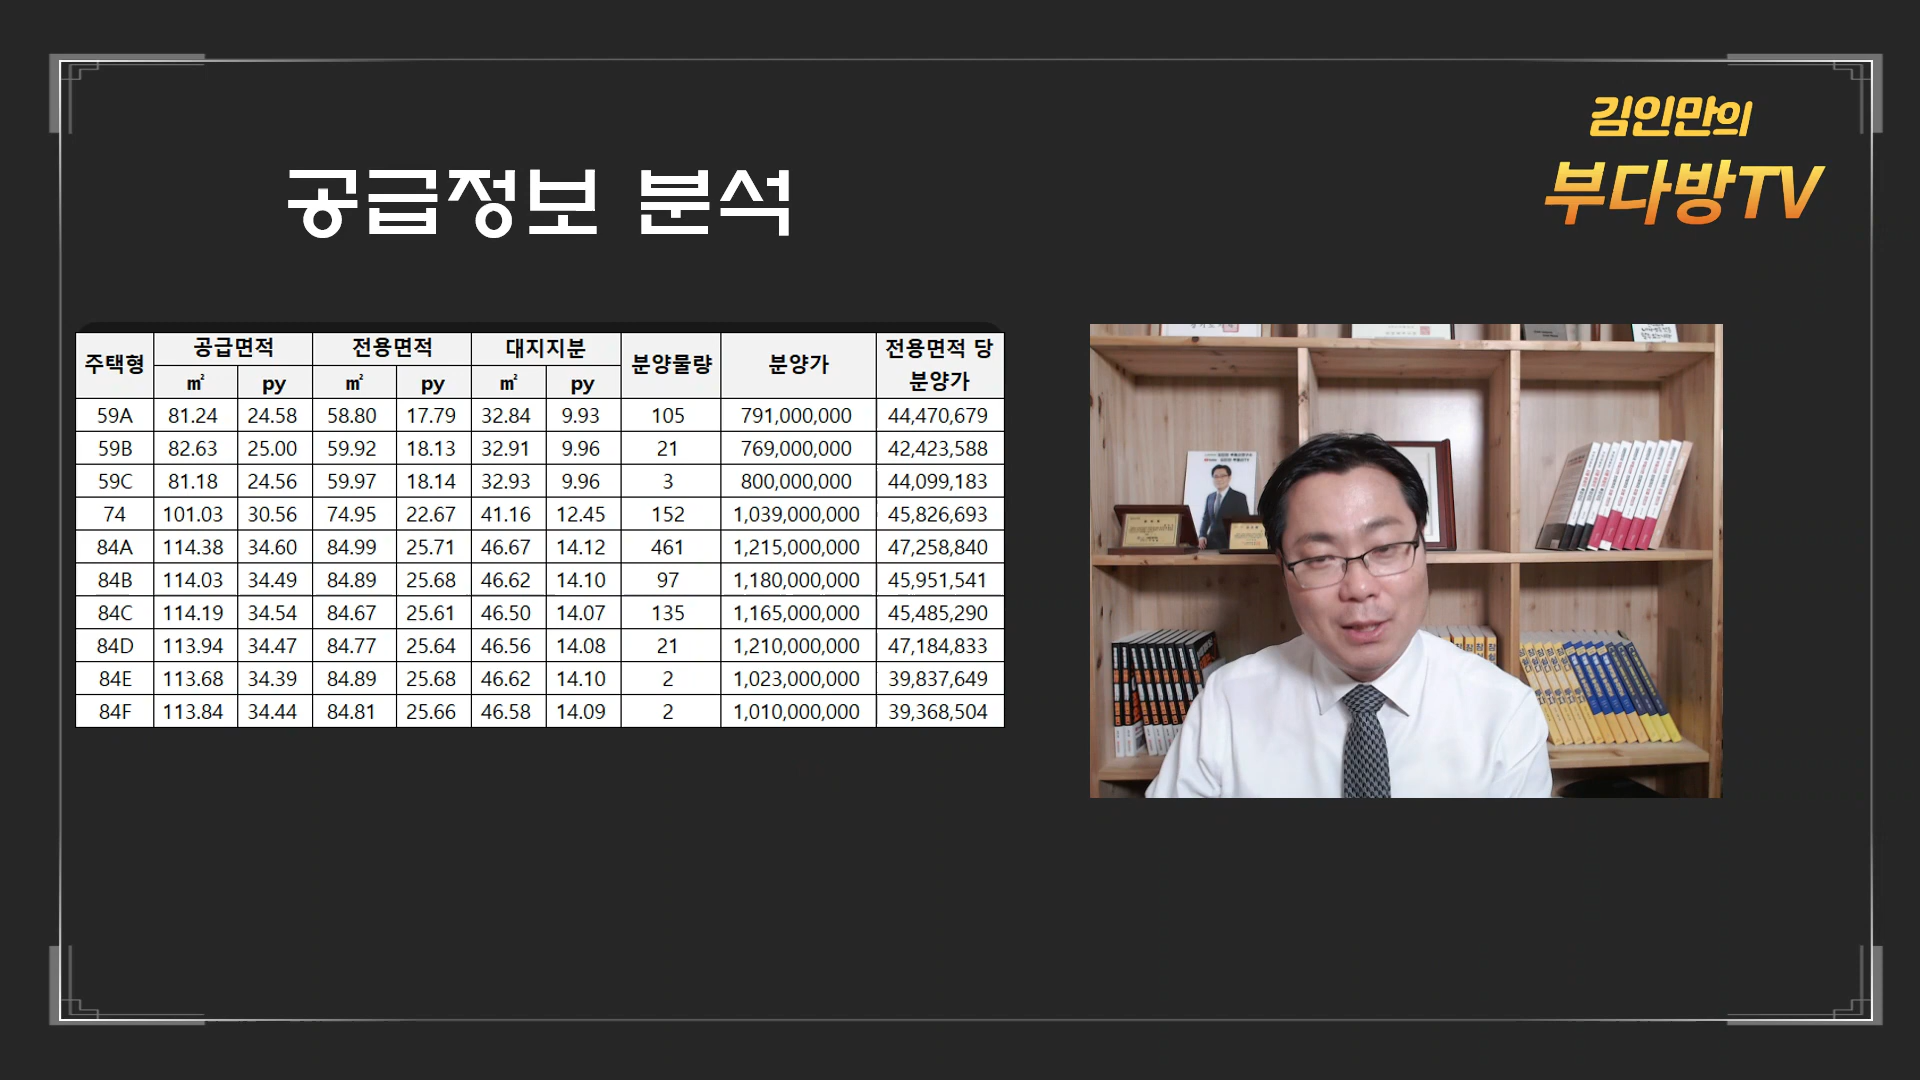 김인만의
부다방TV
공급정보 분석
주택형 공급면적 전용면적 대지지분 분양물량 분양가 전용면적 당 분양가
㎡ py ㎡ py ㎡ py
59A 81.24 24.58 58.80 17.79 32.84 9.93 105 791,000,000 44,470,679
59B 82.63 25.00 59.92 18.13 32.91 9.96 21 769,000,000 42,423,588
59C 81.18 24.56 59.97 18.14 32.93 9.96 3 800,000,000 44,099,183
74 101.03 30.56 74.95 22.67 41.16 12.45 152 1,039,000,000 45,826,693
84A 114.38 34.60 84.99 25.71 46.67 14.12 461 1,215,000,000 47,258,840
84B 114.03 34.49 84.89 25.68 46.62 14.10 97 1,180,000,000 45,951,541
84C 114.19 34.54 84.67 25.61 46.50 14.07 135 1,165,000,000 45,485,290
84D 113.94 34.47 84.77 25.64 46.56 14.08 21 1,210,000,000 47,184,833
84E 113.68 34.39 84.89 25.68 46.62 14.10 2 1,023,000,000 39,837,649
84F 113.84 34.44 84.81 25.66 46.58 14.09 2 1,010,000,000 39,368,504